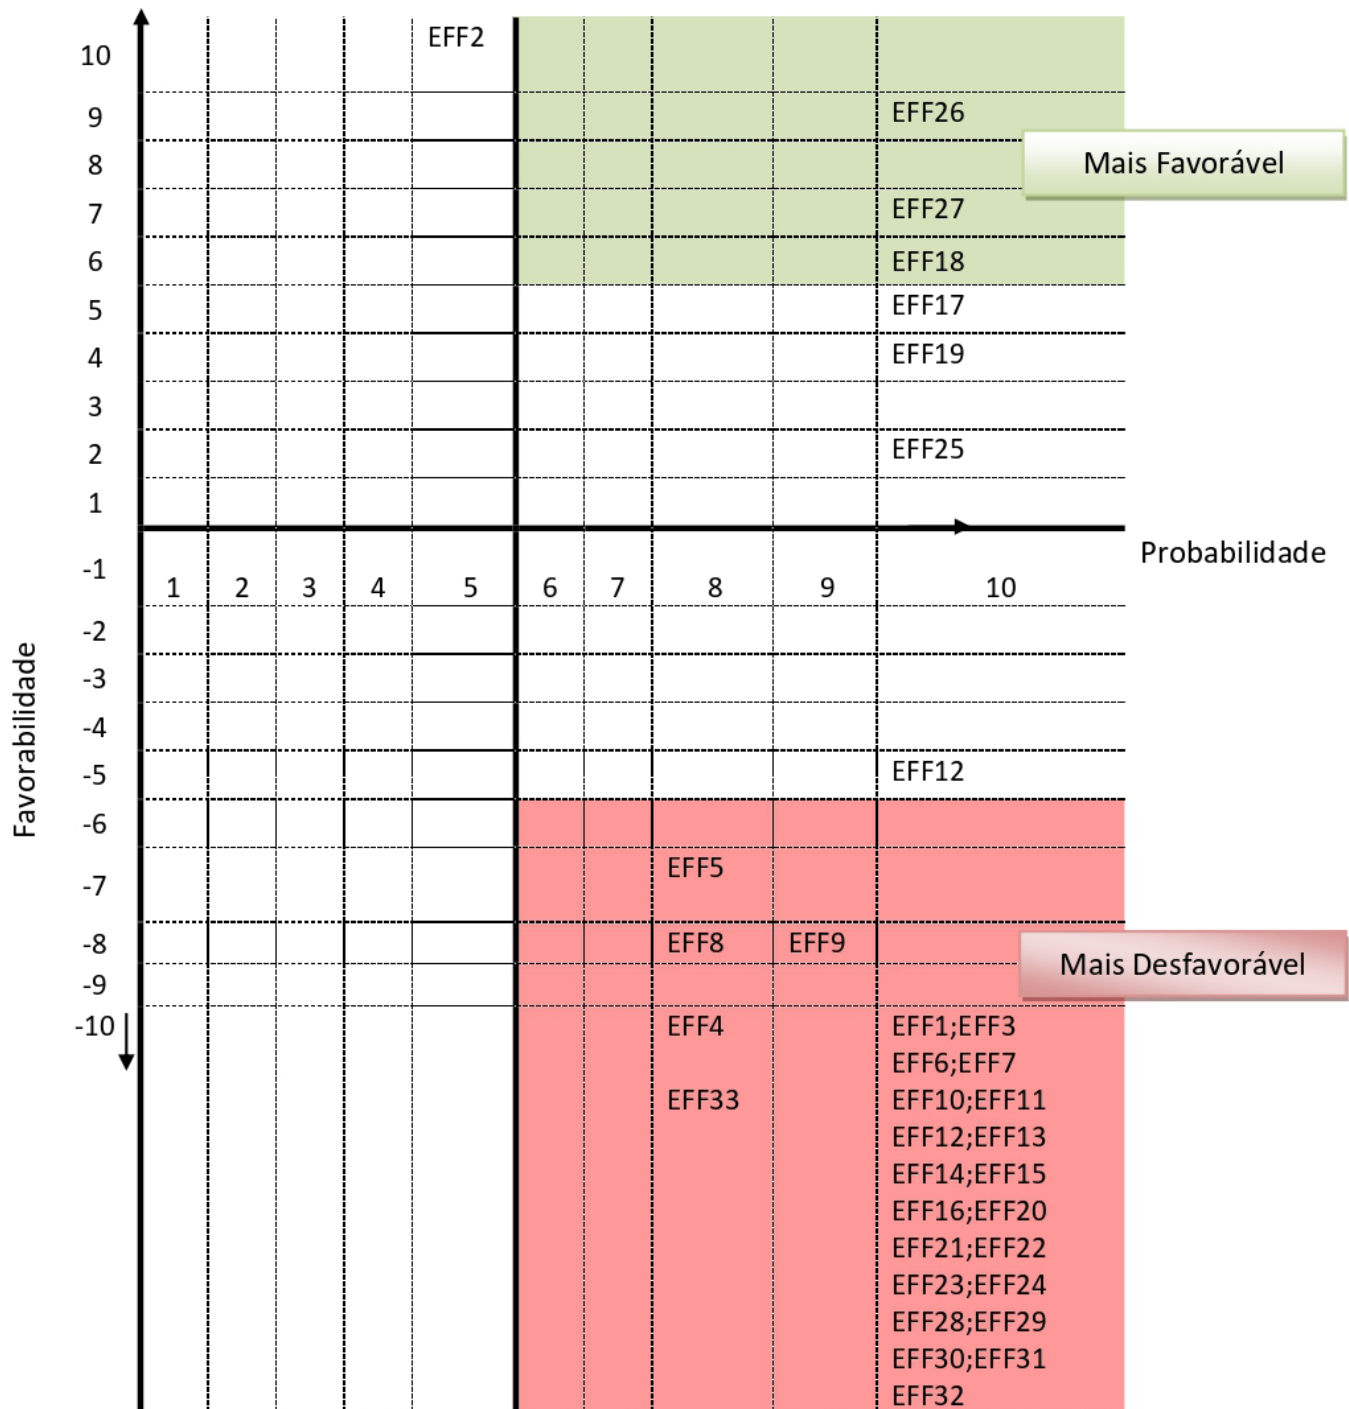 EFF2
10
9
EFF26
Mais Favorável
8
7
EFF27
6
EFF18
5
EFF17
4
EFF19
3
2
EFF25
1
Probabilidade
-1
1 2 3 4 5 6 7 8 9 10
-2
-3
-4
-5
EFF12
Favorabilidade
-6
-7
EFF5
-8
EFF8 EFF9
Mais Desfavorável
-9
-10
EFF4
EFF1;EFF3
EFF6;EFF7
EFF33
EFF10;EFF11
EFF12;EFF13
EFF14;EFF15
EFF16;EFF20
EFF21;EFF22
EFF23;EFF24
EFF28;EFF29
EFF30;EFF31
EFF32